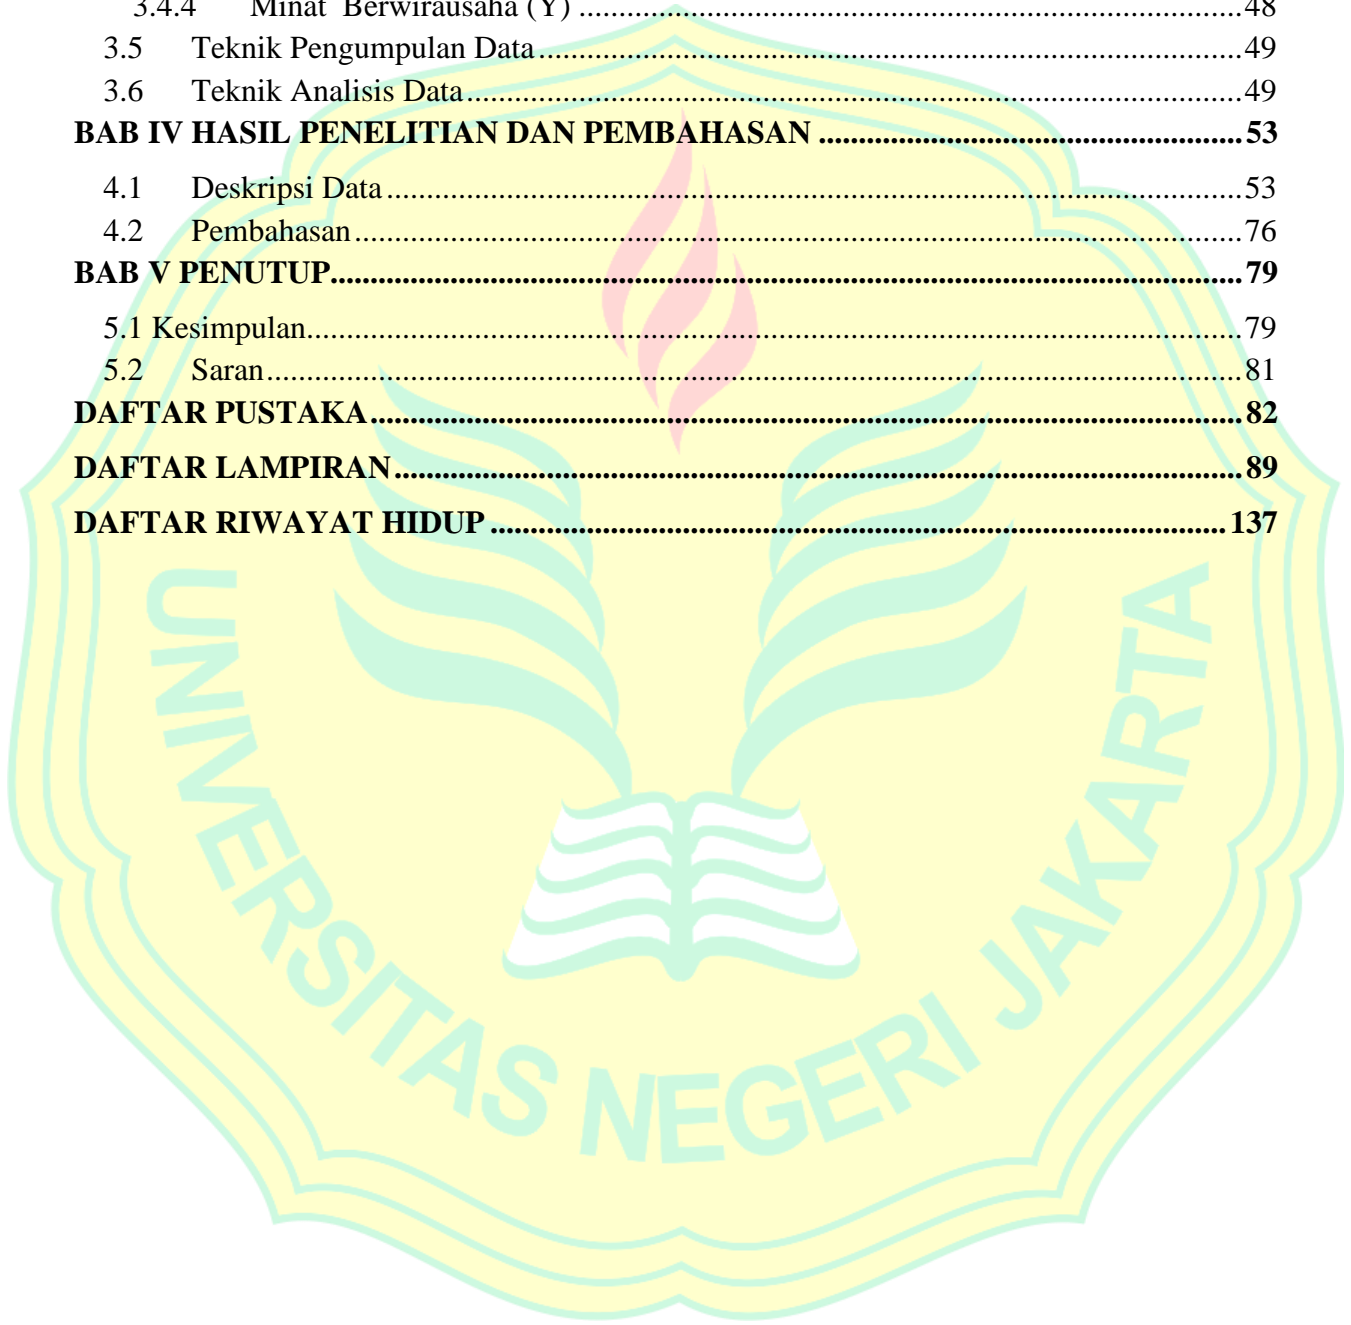 3.4.4 Minat Berwirausaha (Y) ........ 48
3.5 Teknik Pengumpulan Data ........ 49
3.6 Teknik Analisis Data ........ 49
BAB IV HASIL PENELITIAN DAN PEMBAHASAN ........ 53
4.1 Deskripsi Data ........ 53
4.2 Pembahasan ........ 76
BAB V PENUTUP ........ 79
5.1 Kesimpulan ........ 79
5.2 Saran ........ 81
DAFTAR PUSTAKA ........ 82
DAFTAR LAMPIRAN ........ 89
DAFTAR RIWAYAT HIDUP ........ 137
UNIVERSITAS NEGERI JAKARTA